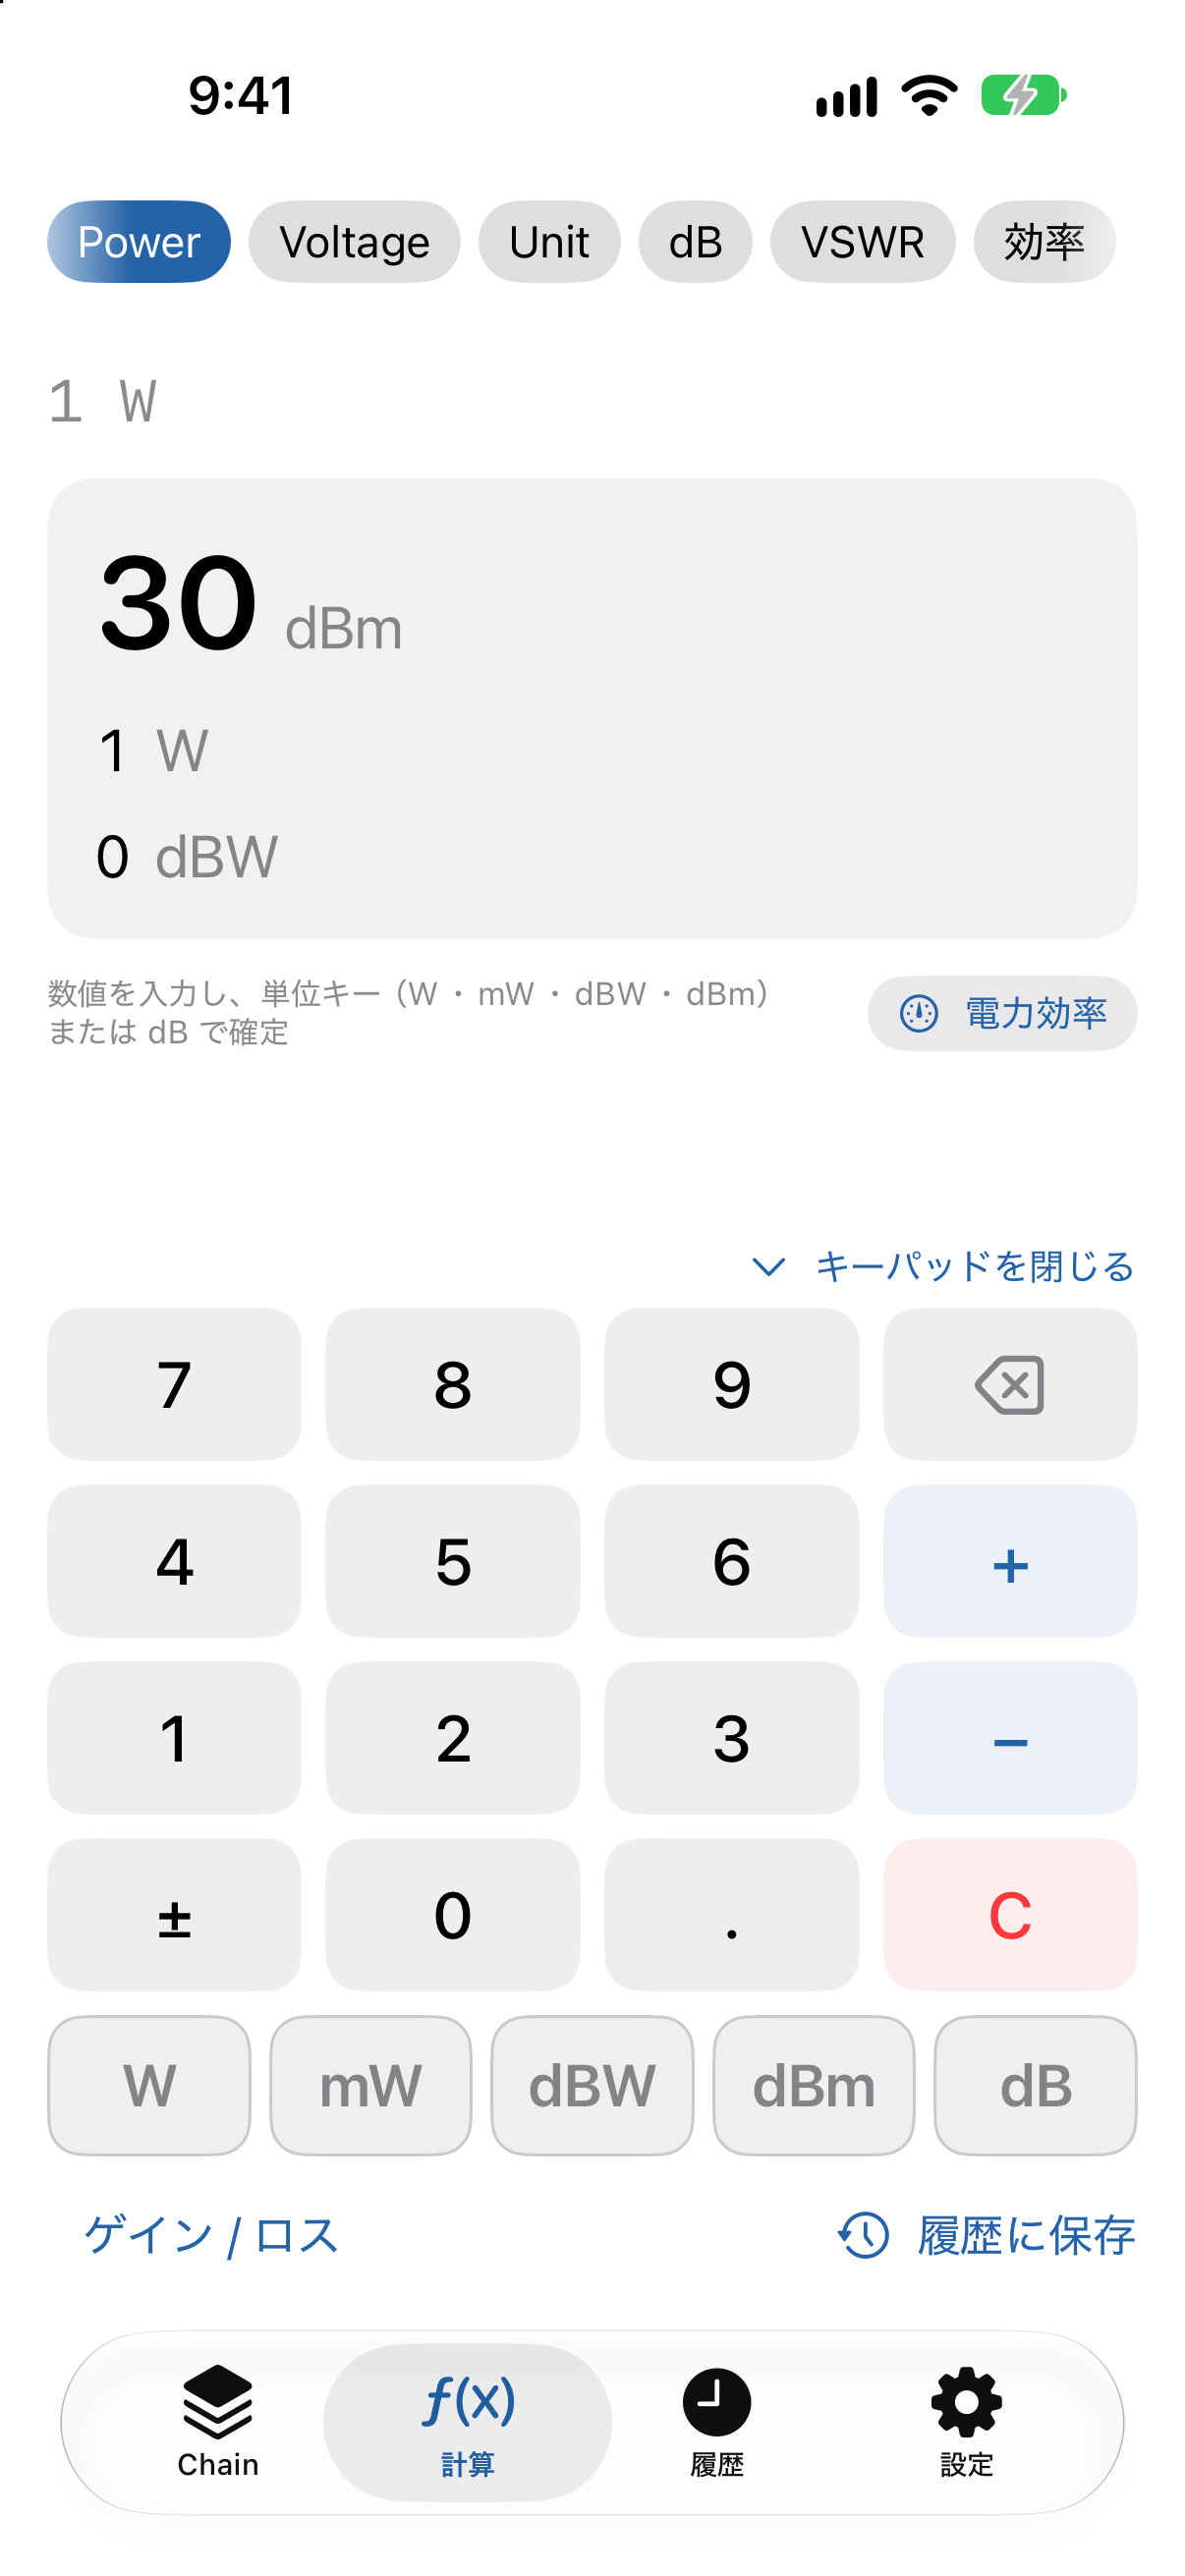 9:41
Power Voltage Unit dB VSWR 効率
1 W
30 dBm
1 W
0 dBW
数値を入力し、単位キー（W・mW・dBW・dBm）
または dB で確定
電力効率
キーパッドを閉じる
7 8 9
4 5 6 +
1 2 3 −
± 0 . C
W mW dBW dBm dB
ゲイン / ロス 履歴に保存
f(x)
Chain 計算 履歴 設定